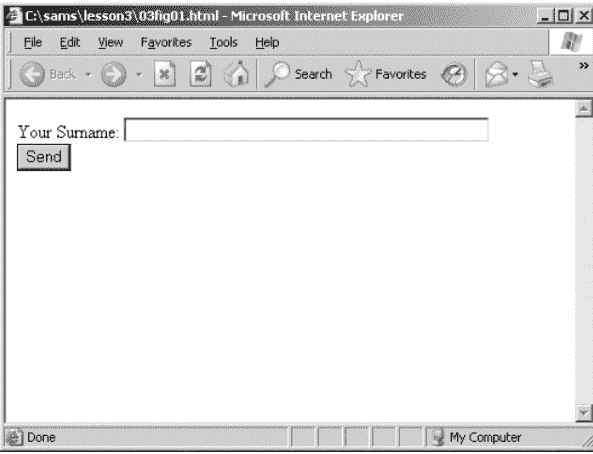 C:\sams\lesson3\03fig01.html - Microsoft Internet Explorer
File Edit View Favorites Tools Help
Back Search Favorites »
Your Surname:
Send
Done My Computer